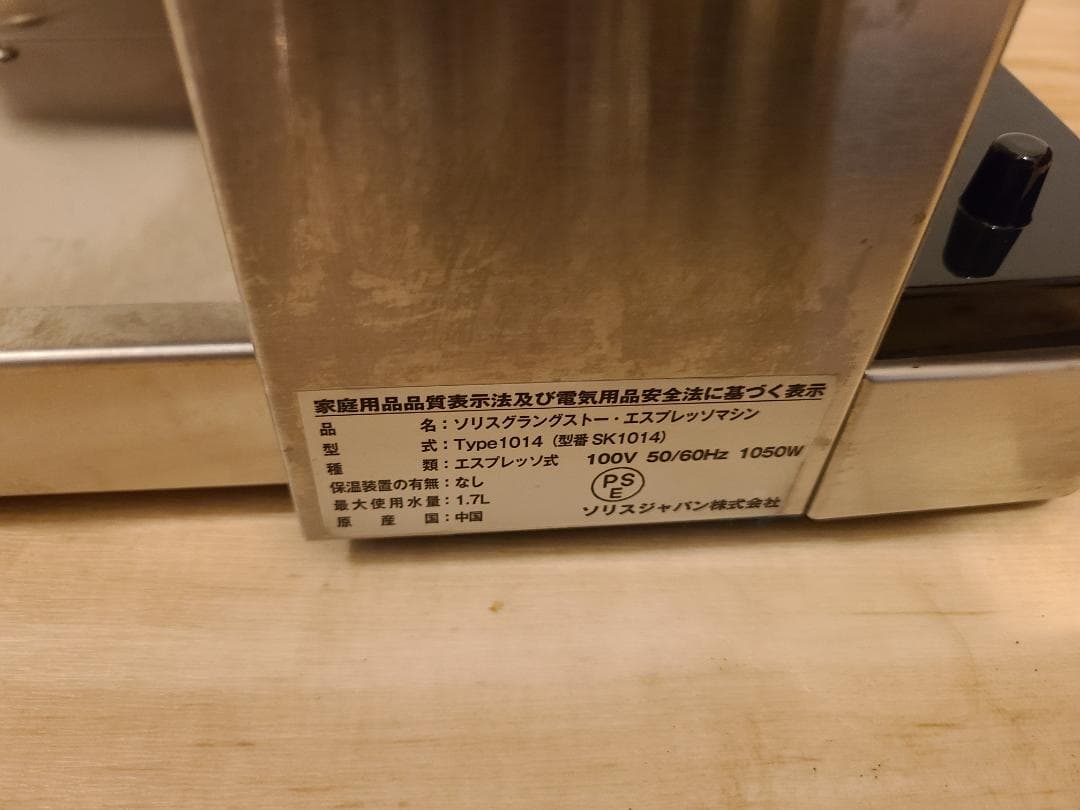 家庭用品品質表示法及び電気用品安全法に基づく表示
品名：ソリスグラングストー・エスプレッソマシン
型式：Type1014（型番 SK1014）
種類：エスプレッソ式 100V 50/60Hz 1050W
保温装置の有無：なし
PSE
最大使用水量：1.7L
原産国：中国 ソリスジャパン株式会社